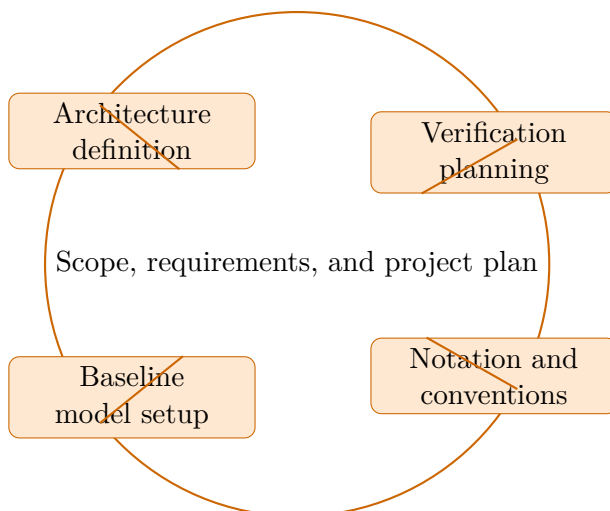 Architecture
definition
Verification
planning
Scope, requirements, and project plan
Baseline
model setup
Notation and
conventions